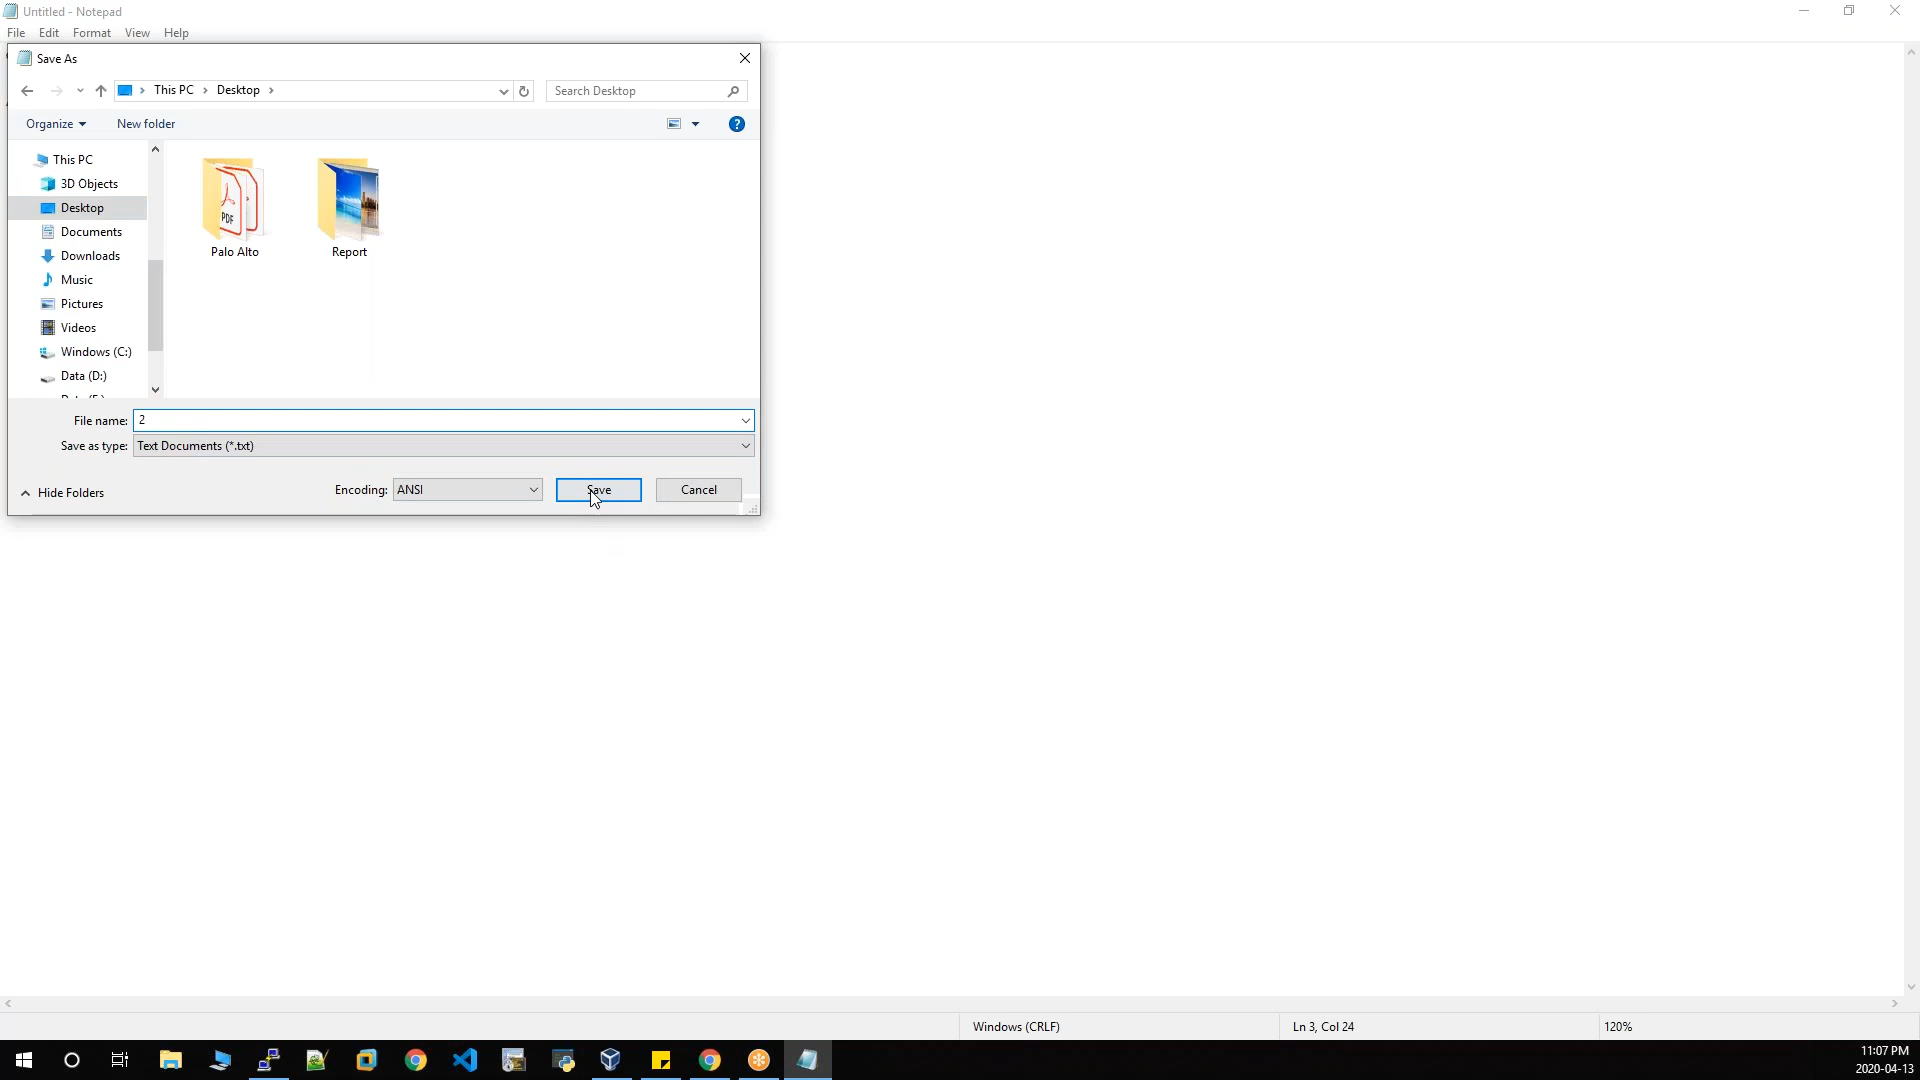 Untitled - Notepad
File Edit Format View Help
Save As
This PC Desktop
Search Desktop
Organize New folder
This PC
3D Objects
Desktop
Documents
Downloads
Music
Pictures
Videos
Windows (C:)
Data (D:)
PDF
Palo Alto
Report
File name: 2
Save as type: Text Documents (*.txt)
Hide Folders
Encoding: ANSI
Save
Cancel
Windows (CRLF)
Ln 3, Col 24
120%
11:07 PM
2020-04-13